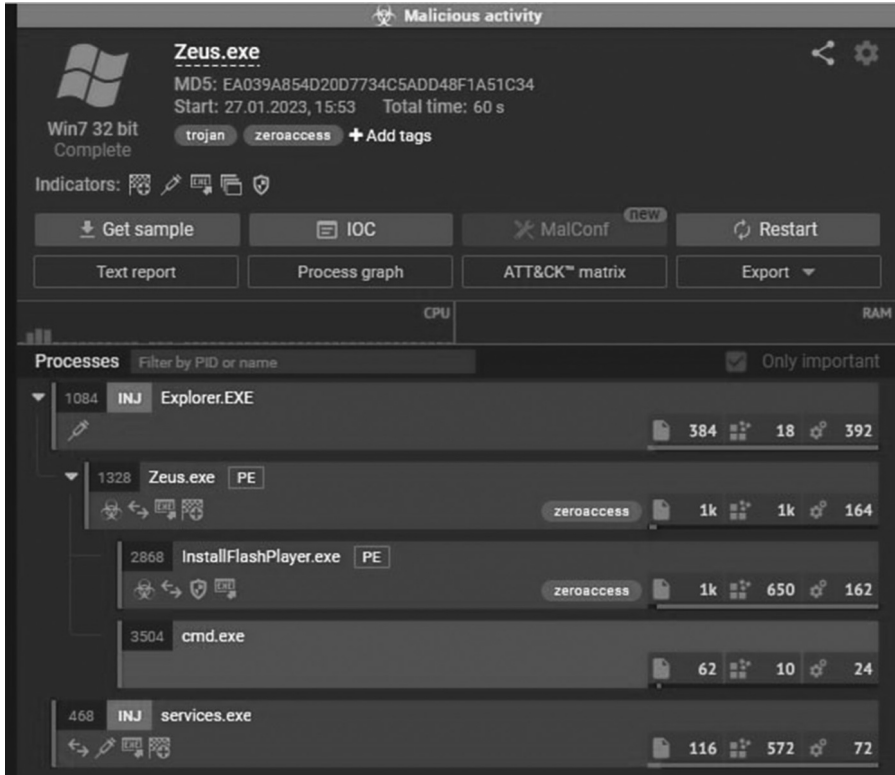 Malicious activity
Zeus.exe
MD5: EA039A854D20D7734C5ADD48F1A51C34
Start: 27.01.2023, 15:53 Total time: 60 s
Win7 32 bit
Complete
trojan zeroaccess + Add tags
Indicators:
Get sample IOC MalConf new Restart
Text report Process graph ATT&CK™ matrix Export
CPU RAM
Processes Filter by PID or name Only important
1084 INJ Explorer.EXE
384 18 392
1328 Zeus.exe PE
zeroaccess 1k 1k 164
2868 InstallFlashPlayer.exe PE
zeroaccess 1k 650 162
3504 cmd.exe
62 10 24
468 INJ services.exe
116 572 72